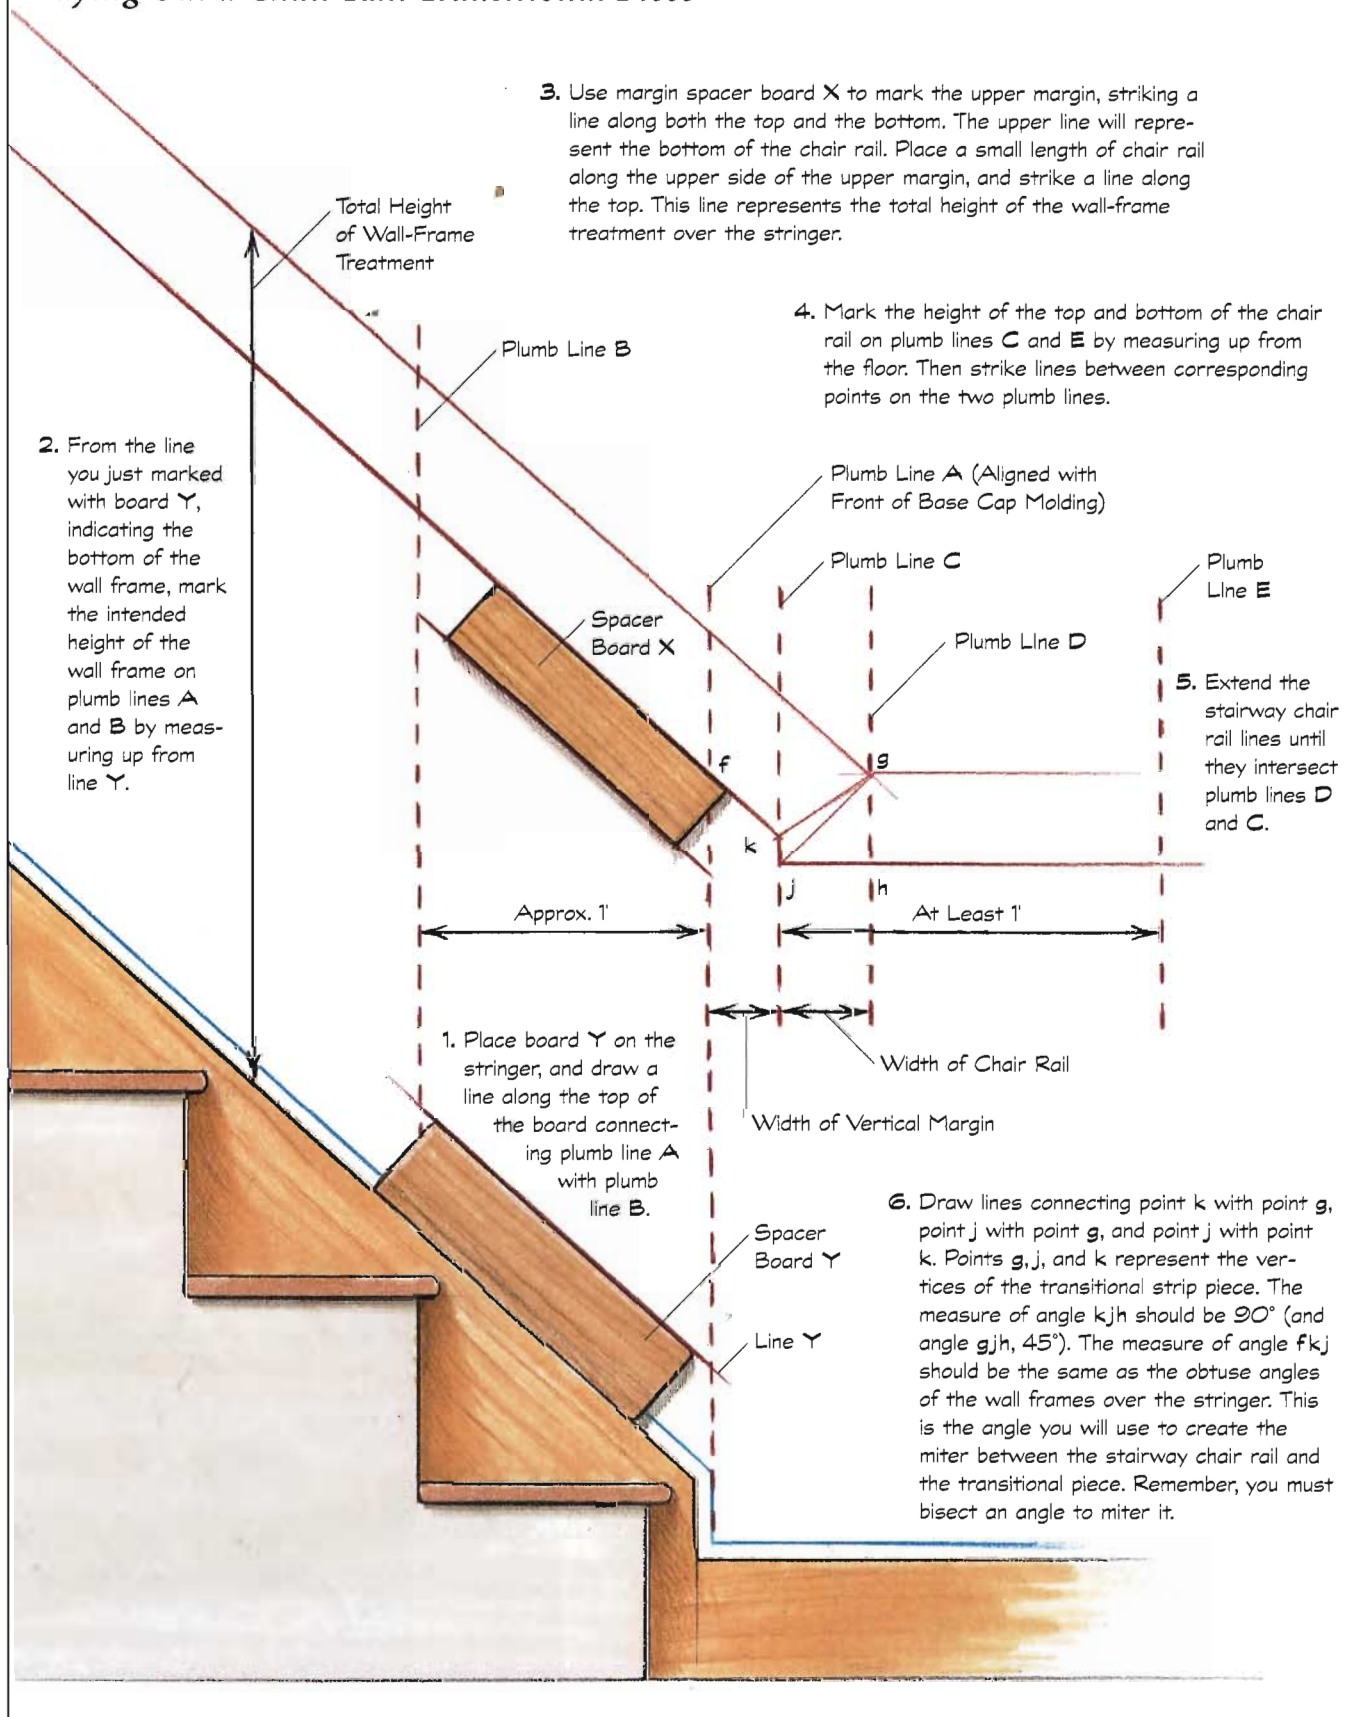 3. Use margin spacer board X to mark the upper margin, striking a
line along both the top and the bottom. The upper line will repre-
sent the bottom of the chair rail. Place a small length of chair rail
along the upper side of the upper margin, and strike a line along
the top. This line represents the total height of the wall-frame
treatment over the stringer.
Total Height
of Wall-Frame
Treatment
4. Mark the height of the top and bottom of the chair
rail on plumb lines C and E by measuring up from
the floor. Then strike lines between corresponding
points on the two plumb lines.
Plumb Line B
2. From the line
you just marked
with board Y,
indicating the
bottom of the
wall frame, mark
the intended
height of the
wall frame on
plumb lines A
and B by meas-
uring up from
line Y.
Plumb Line A (Aligned with
Front of Base Cap Molding)
Plumb Line C
Plumb
LIne E
Spacer
Board X
Plumb LIne D
5. Extend the
stairway chair
rail lines until
they intersect
plumb lines D
and C.
f
g
k
j
h
Approx. 1'
At Least 1'
1. Place board Y on the
stringer, and draw a
line along the top of
the board connect-
ing plumb line A
with plumb
line B.
Width of Chair Rail
Width of Vertical Margin
Spacer
Board Y
Line Y
6. Draw lines connecting point k with point g,
point j with point g, and point j with point
k. Points g, j, and k represent the ver-
tices of the transitional strip piece. The
measure of angle kjh should be 90° (and
angle gjh, 45°). The measure of angle fkj
should be the same as the obtuse angles
of the wall frames over the stringer. This
is the angle you will use to create the
miter between the stairway chair rail and
the transitional piece. Remember, you must
bisect an angle to miter it.